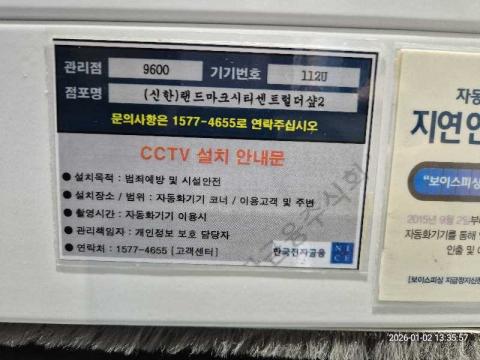 관리점 9600 기기번호 112U
점포명 (신한)랜드마크시티센트럴더샾2
문의사항은 1577-4655로 연락주십시오
CCTV 설치 안내문
● 설치목적 : 범죄예방 및 시설안전
● 설치장소 / 범위 : 자동화기기 코너 / 이용고객 및 주변
● 촬영시간 : 자동화기기 이용시
● 관리책임자 : 개인정보 보호 담당자
● 연락처 : 1577-4655 [고객센터]
한국전자금융
NICE
금융주식회
자동
지연인
"보이스피싱
2015년 9월 2일부
자동화기기를 통해
인출 및 이
[보이스피싱 지급정지신
2026-01-02 13:35:57